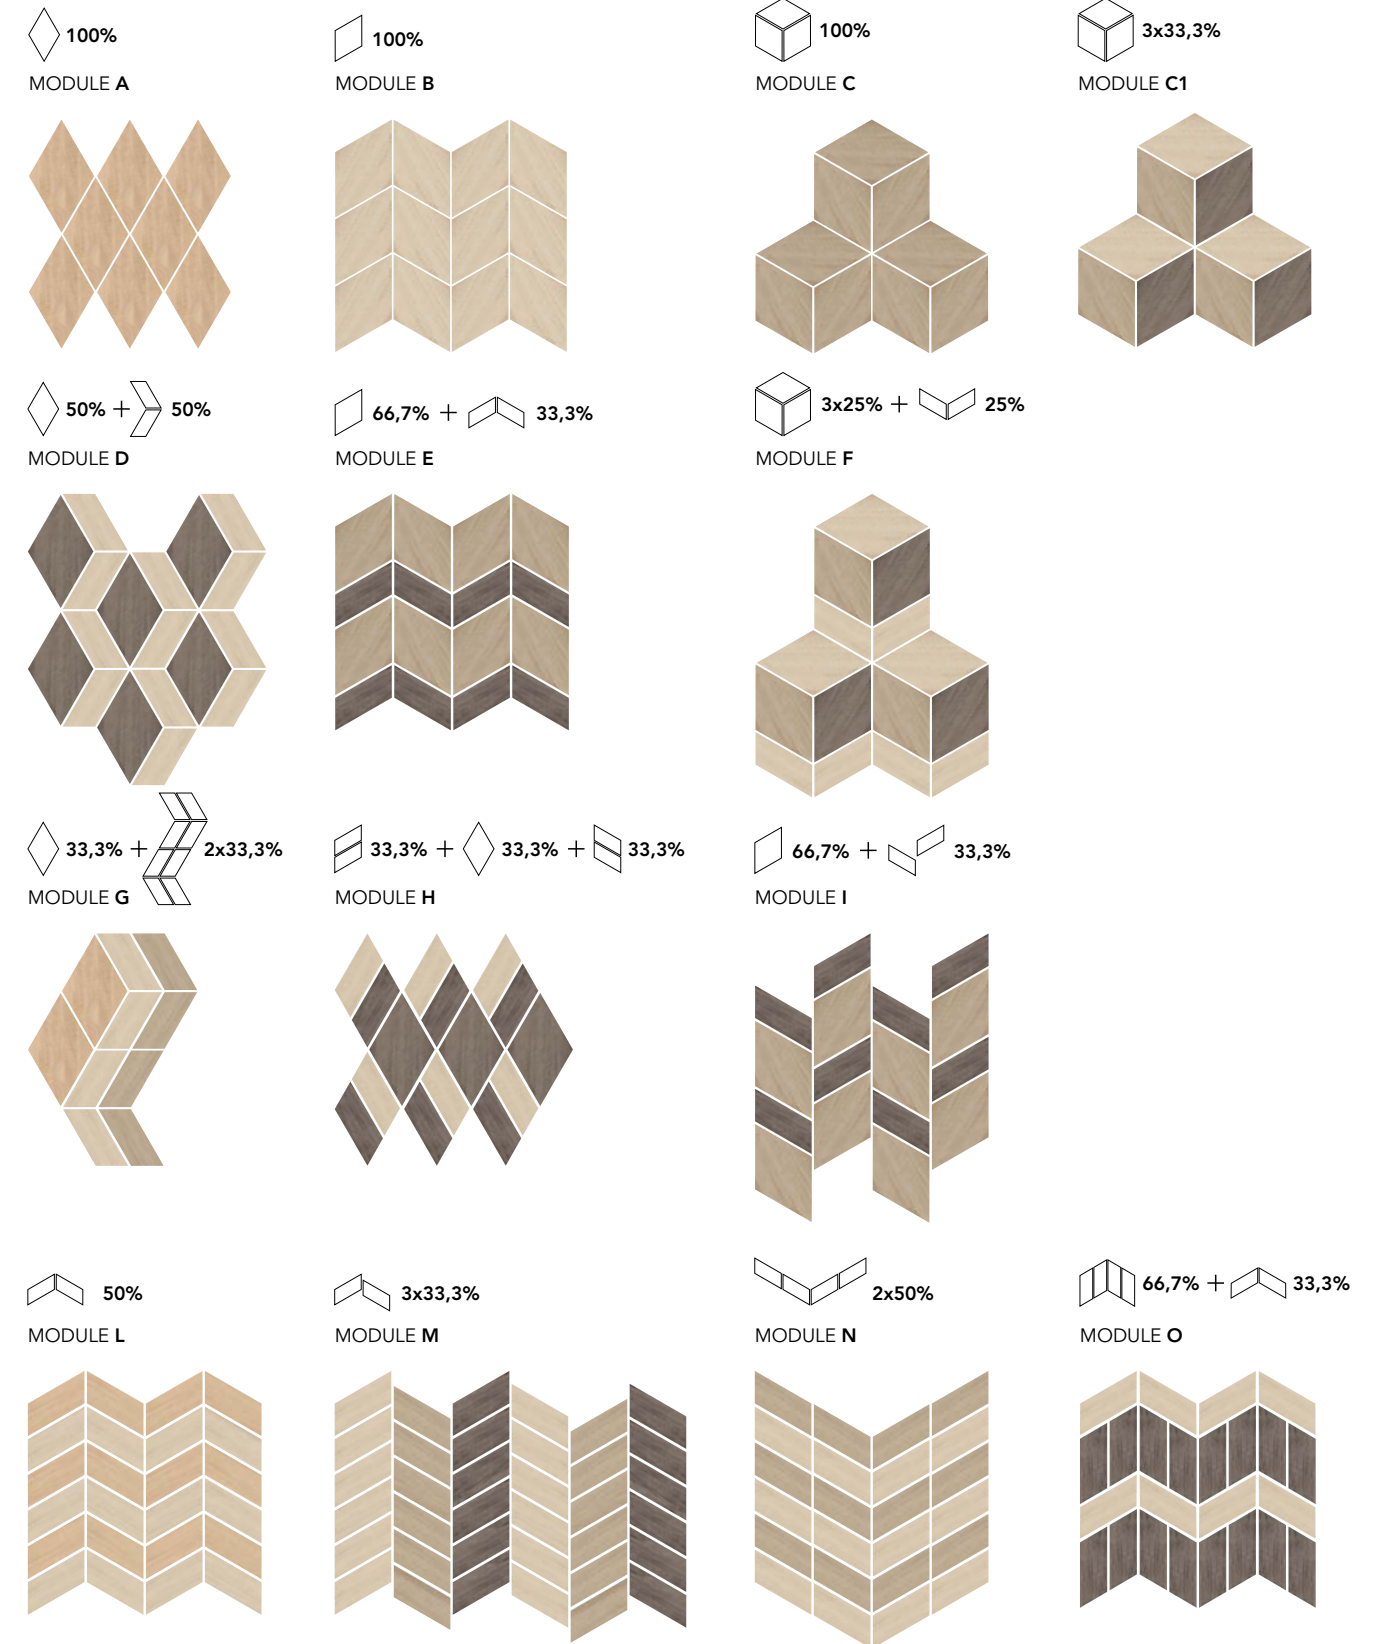 100%
MODULE A
100%
MODULE B
100%
MODULE C
3x33,3%
MODULE C1
50% + 50%
MODULE D
66,7% + 33,3%
MODULE E
3x25% + 25%
MODULE F
33,3% + 2x33,3%
MODULE G
33,3% + 33,3% + 33,3%
MODULE H
66,7% + 33,3%
MODULE I
50%
MODULE L
3x33,3%
MODULE M
2x50%
MODULE N
66,7% + 33,3%
MODULE O